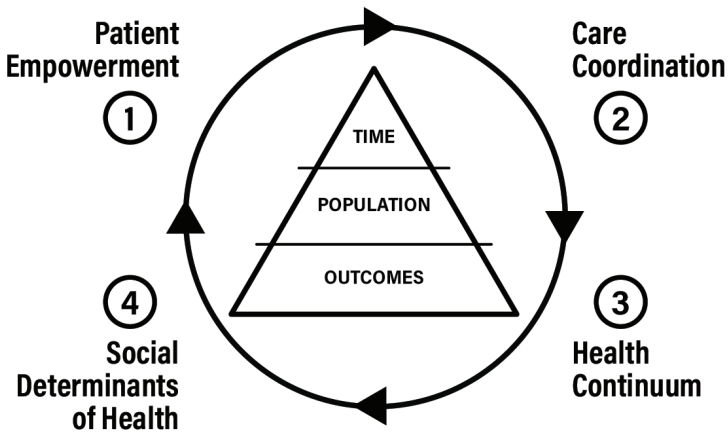 Patient
Empowerment
1
Care
Coordination
2
TIME
POPULATION
OUTCOMES
4
Social
Determinants
of Health
3
Health
Continuum